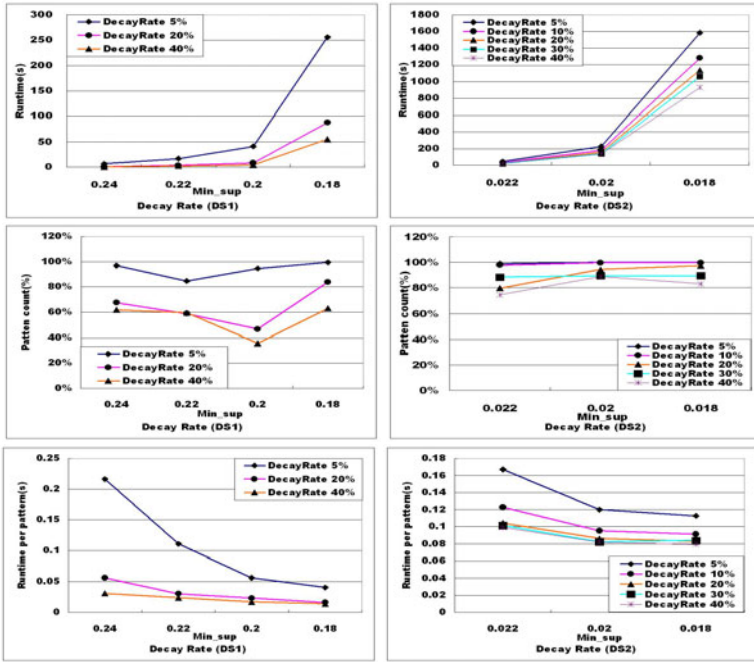 300
250
200
150
100
50
0
Runtime(s)
DecayRate 5%
DecayRate 20%
DecayRate 40%
0.24
0.22
0.2
0.18
Min_sup
Decay Rate (DS1)
1800
1600
1400
1200
1000
800
600
400
200
0
Runtime(s)
DecayRate 5%
DecayRate 10%
DecayRate 20%
DecayRate 30%
DecayRate 40%
0.022
0.02
0.018
Min_sup
Decay Rate (DS2)
120%
100%
80%
60%
40%
20%
0%
Patten count(%)
DecayRate 5%
DecayRate 20%
DecayRate 40%
0.24
0.22
0.2
0.18
Min_sup
Decay Rate (DS1)
120%
100%
80%
60%
40%
20%
0%
Patten count(%)
DecayRate 5%
DecayRate 10%
DecayRate 20%
DecayRate 30%
DecayRate 40%
0.022
0.02
0.018
Min_sup
Decay Rate (DS2)
0.25
0.2
0.15
0.1
0.05
0
Runtime per pattern(s)
DecayRate 5%
DecayRate 20%
DecayRate 40%
0.24
0.22
0.2
0.18
Min_sup
Decay Rate (DS1)
0.18
0.16
0.14
0.12
0.1
0.08
0.06
0.04
0.02
0
Runtime per pattern(s)
DecayRate 5%
DecayRate 10%
DecayRate 20%
DecayRate 30%
DecayRate 40%
0.022
0.02
0.018
Min_sup
Decay Rate (DS2)